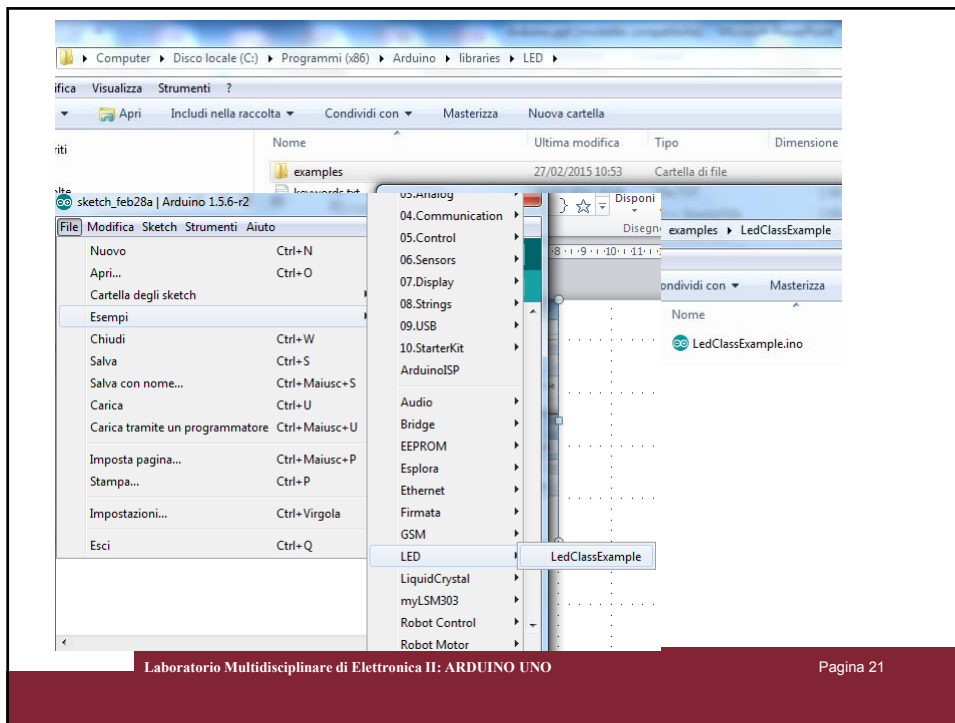 Computer ▸ Disco locale (C:) ▸ Programmi (x86) ▸ Arduino ▸ libraries ▸ LED ▸
ifica Visualizza Strumenti ?
Apri Includi nella raccolta Condividi con Masterizza Nuova cartella
riti
Nome Ultima modifica Tipo Dimensione
examples 27/02/2015 10:53 Cartella di file
sketch_feb28a | Arduino 1.5.6-r2
File Modifica Sketch Strumenti Aiuto
Nuovo Ctrl+N
Apri... Ctrl+O
Cartella degli sketch
Esempi
Chiudi Ctrl+W
Salva Ctrl+S
Salva con nome... Ctrl+Maiusc+S
Carica Ctrl+U
Carica tramite un programmatore Ctrl+Maiusc+U
Imposta pagina... Ctrl+Maiusc+P
Stampa... Ctrl+P
Impostazioni... Ctrl+Virgola
Esci Ctrl+Q
03.Analog
04.Communication
05.Control
06.Sensors
07.Display
08.Strings
09.USB
10.StarterKit
ArduinoISP
Audio
Bridge
EEPROM
Esplora
Ethernet
Firmata
GSM
LED
LiquidCrystal
myLSM303
Robot Control
Robot Motor
LedClassExample
Disponi
Disegn
·8·ı·9·ı·10·ı·11·ı·
examples ▸ LedClassExample
ondividi con Masterizza
Nome
LedClassExample.ino
Laboratorio Multidisciplinare di Elettronica II: ARDUINO UNO
Pagina 21